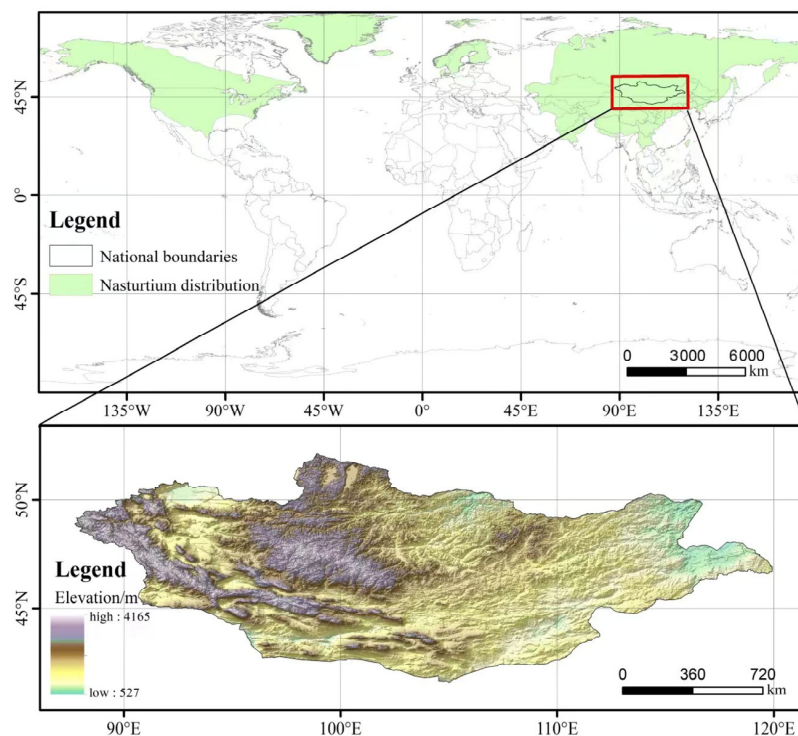 45°N
0°
45°S
Legend
National boundaries
Nasturtium distribution
0 3000 6000
km
135°W 90°W 45°W 0° 45°E 90°E 135°E
50°N
45°N
Legend
Elevation/m
high : 4165
low : 527
0 360 720
km
90°E 100°E 110°E 120°E